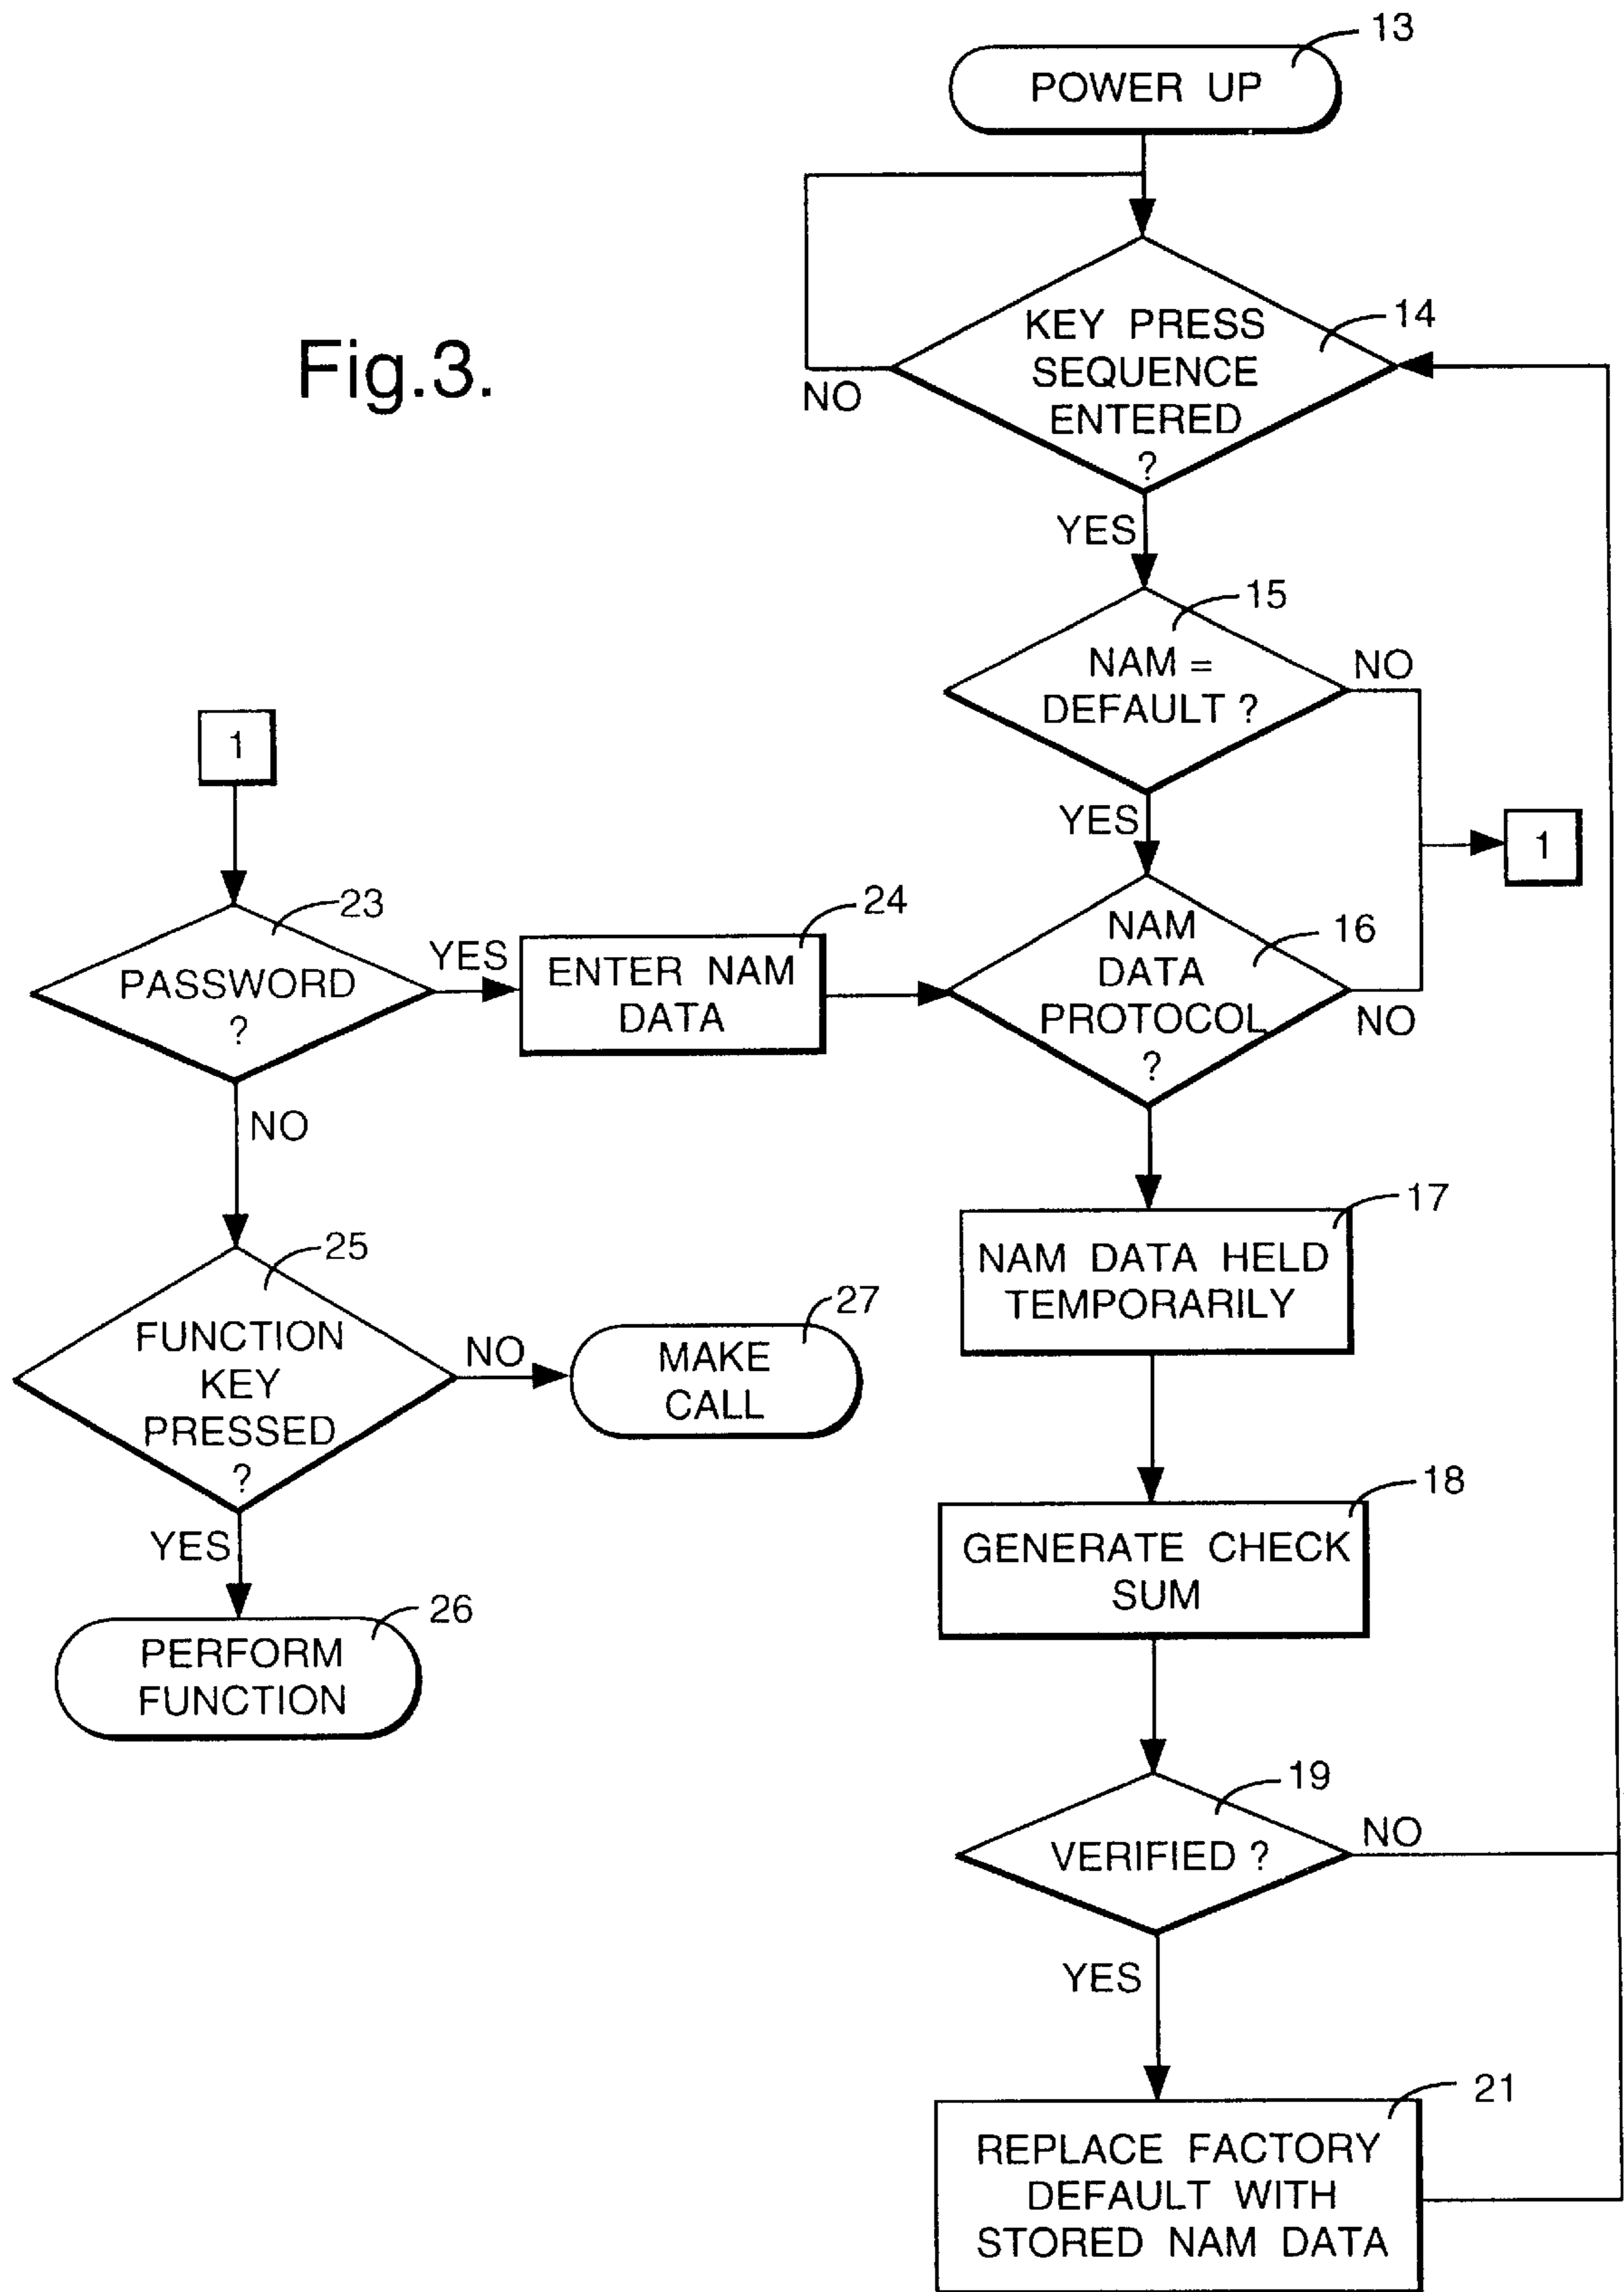 13
POWER UP
Fig.3.
14
KEY PRESS
SEQUENCE
ENTERED
?
NO
YES
15
NAM =
DEFAULT ?
NO
YES
1
16
NAM
DATA
PROTOCOL
?
NO
1
23
PASSWORD
?
YES
24
ENTER NAM
DATA
NO
25
FUNCTION
KEY
PRESSED
?
NO
27
MAKE
CALL
YES
26
PERFORM
FUNCTION
17
NAM DATA HELD
TEMPORARILY
18
GENERATE CHECK
SUM
19
VERIFIED ?
NO
YES
21
REPLACE FACTORY
DEFAULT WITH
STORED NAM DATA